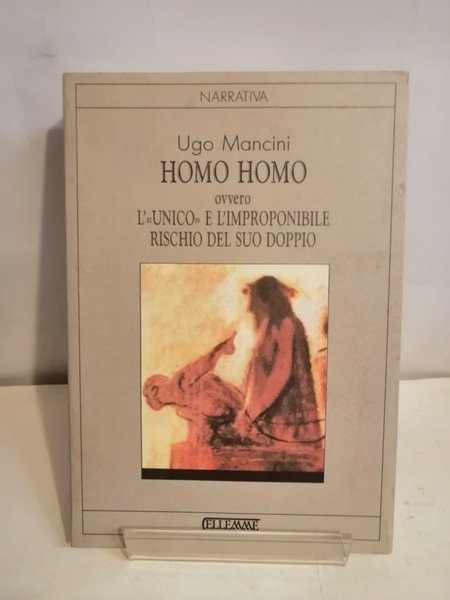 NARRATIVA
Ugo Mancini
HOMO HOMO
ovvero
L'«UNICO» E L'IMPROPONIBILE
RISCHIO DEL SUO DOPPIO
ELLEMME